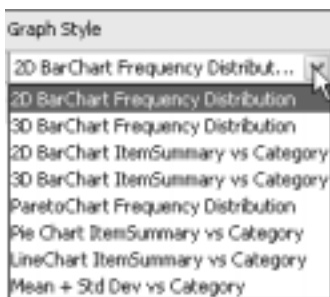 Graph Style
2D BarChart Frequency Distribut...
2D BarChart Frequency Distribution
3D BarChart Frequency Distribution
2D BarChart ItemSummary vs Category
3D BarChart ItemSummary vs Category
ParetoChart Frequency Distribution
Pie Chart ItemSummary vs Category
LineChart ItemSummary vs Category
Mean + Std Dev vs Category